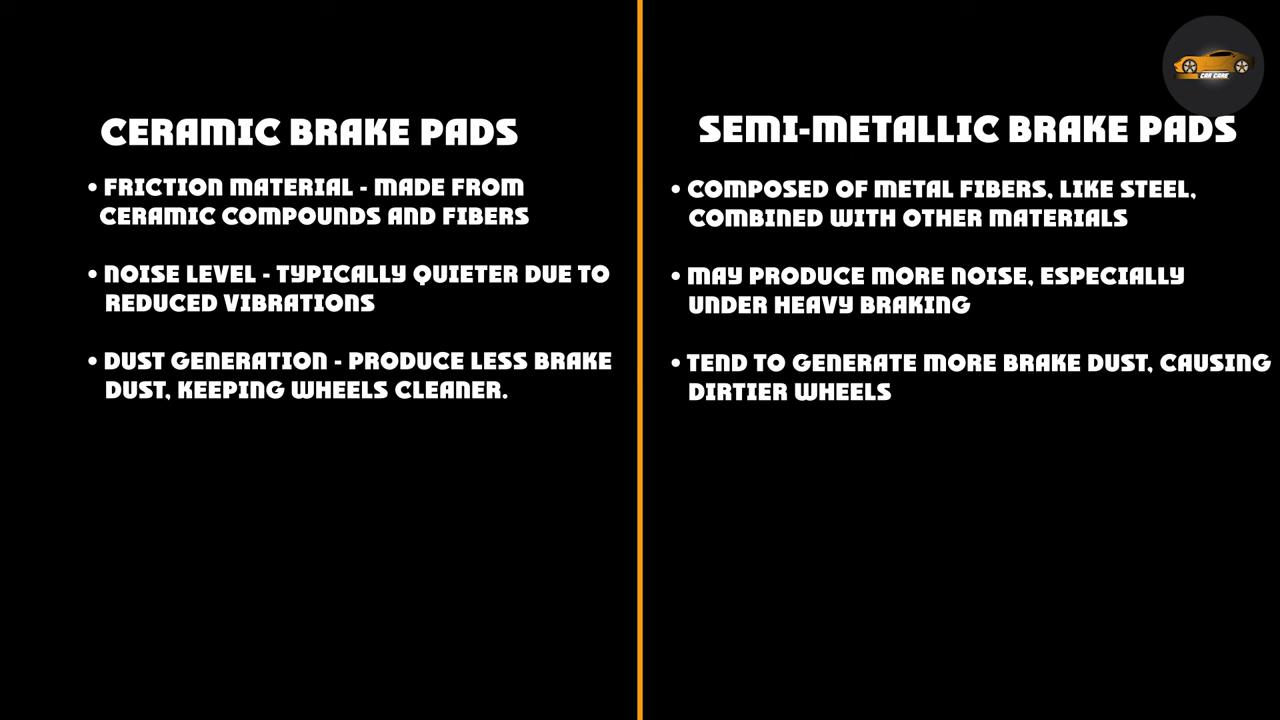 CERAMIC BRAKE PADS
• FRICTION MATERIAL - MADE FROM
CERAMIC COMPOUNDS AND FIBERS
• NOISE LEVEL - TYPICALLY QUIETER DUE TO
REDUCED VIBRATIONS
• DUST GENERATION - PRODUCE LESS BRAKE
DUST, KEEPING WHEELS CLEANER.
CAR CARE
SEMI-METALLIC BRAKE PADS
• COMPOSED OF METAL FIBERS, LIKE STEEL,
COMBINED WITH OTHER MATERIALS
• MAY PRODUCE MORE NOISE, ESPECIALLY
UNDER HEAVY BRAKING
• TEND TO GENERATE MORE BRAKE DUST, CAUSING
DIRTIER WHEELS